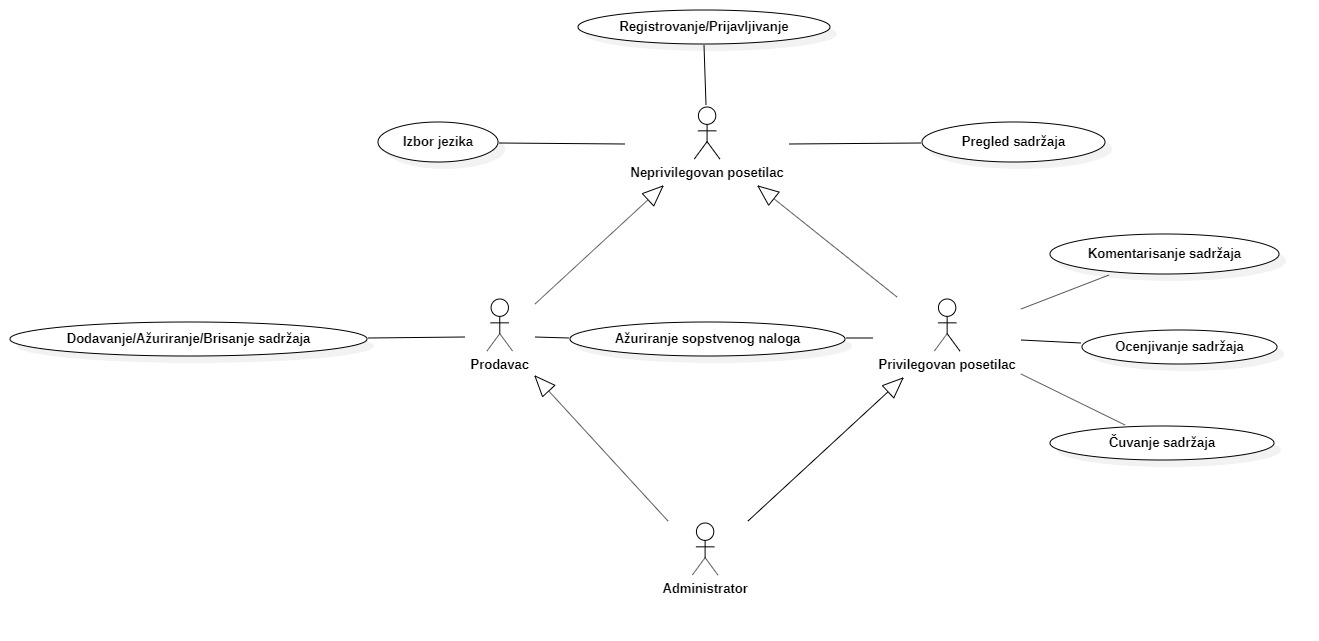 Registrovanje/Prijavljivanje
Izbor jezika
Pregled sadržaja
Neprivilegovan posetilac
Komentarisanje sadržaja
Dodavanje/Ažuriranje/Brisanje sadržaja
Ažuriranje sopstvenog naloga
Ocenjivanje sadržaja
Prodavac
Privilegovan posetilac
Čuvanje sadržaja
Administrator